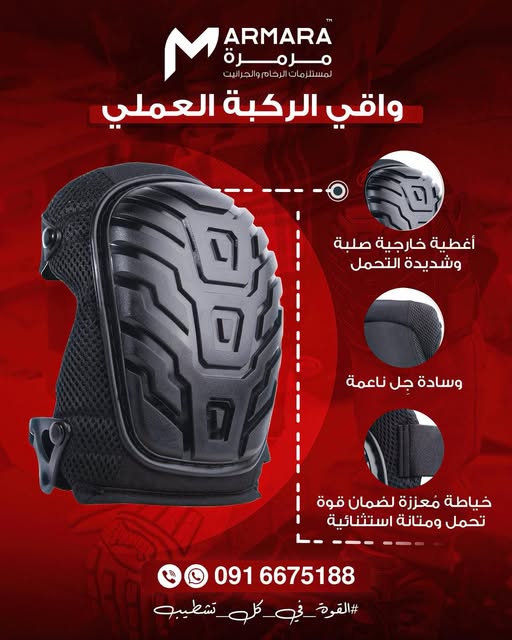 ARMARA™
مرمرة
لمستلزمات الرخام والجرانيت
واقي الركبة العملي
أغطية خارجية صلبة
وشديدة التحمل
وسادة جِل ناعمة
خياطة مُعززة لضمان قوة
تحمل ومتانة استثنائية
091 6675188
#القوة_في_كل_تشطيب